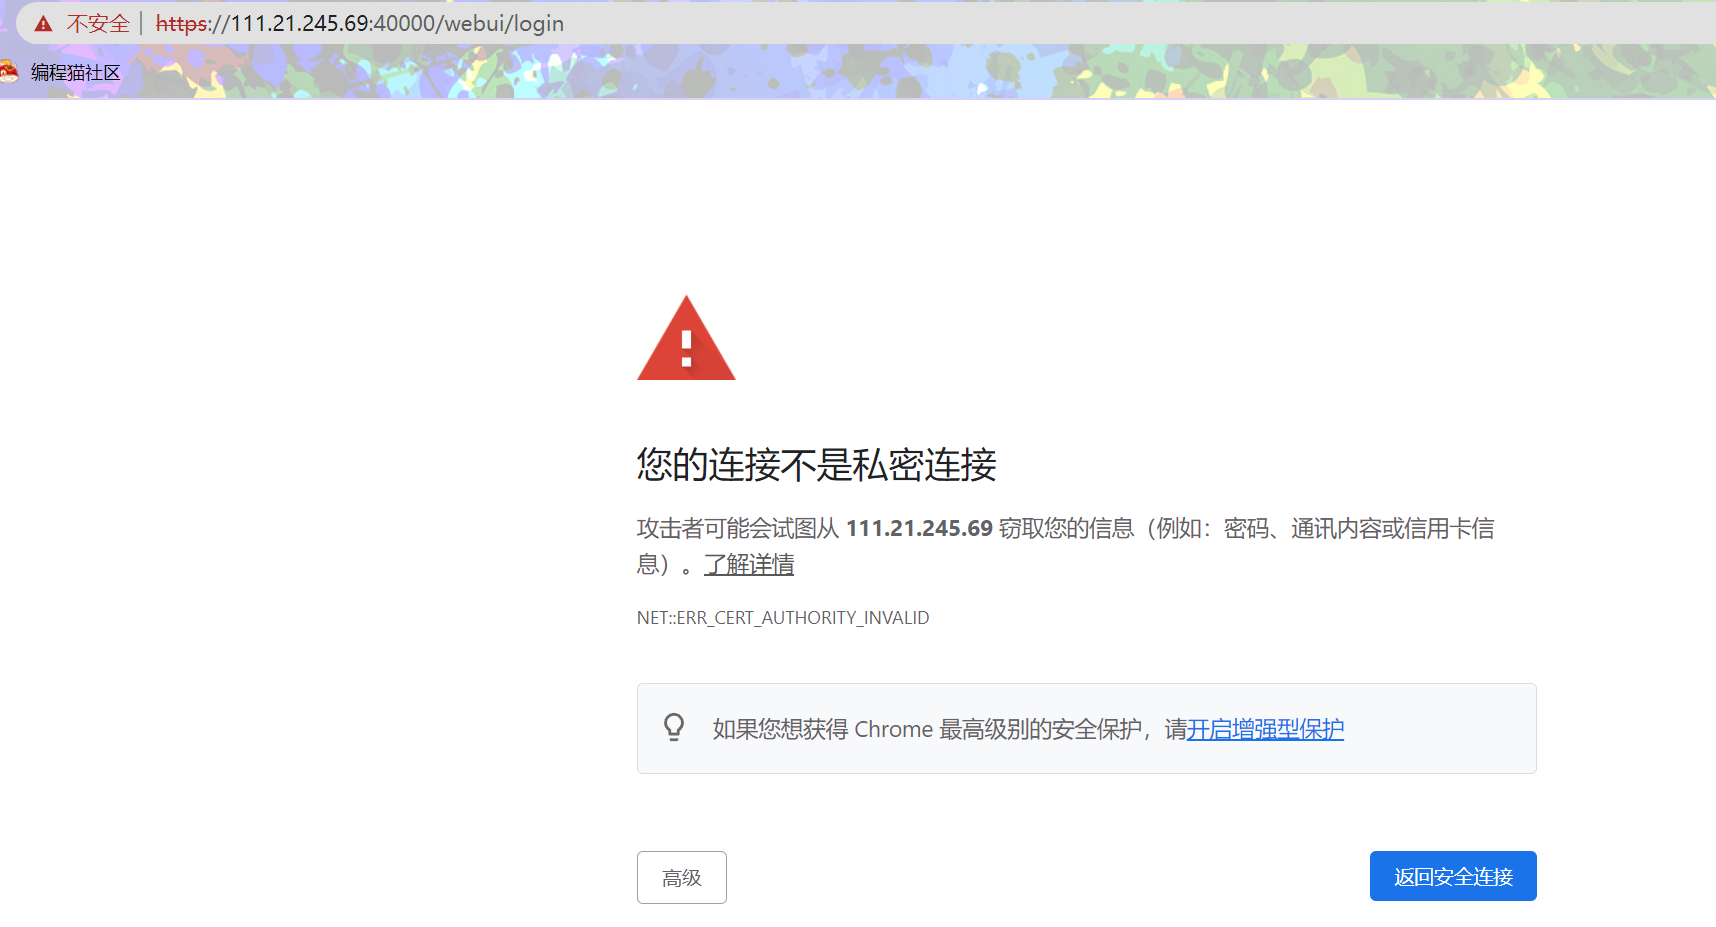 不安全 | https://111.21.245.69:40000/webui/login
编程猫社区
您的连接不是私密连接
攻击者可能会试图从 111.21.245.69 窃取您的信息（例如：密码、通讯内容或信用卡信
息）。了解详情
NET::ERR_CERT_AUTHORITY_INVALID
如果您想获得 Chrome 最高级别的安全保护，请开启增强型保护
高级
返回安全连接